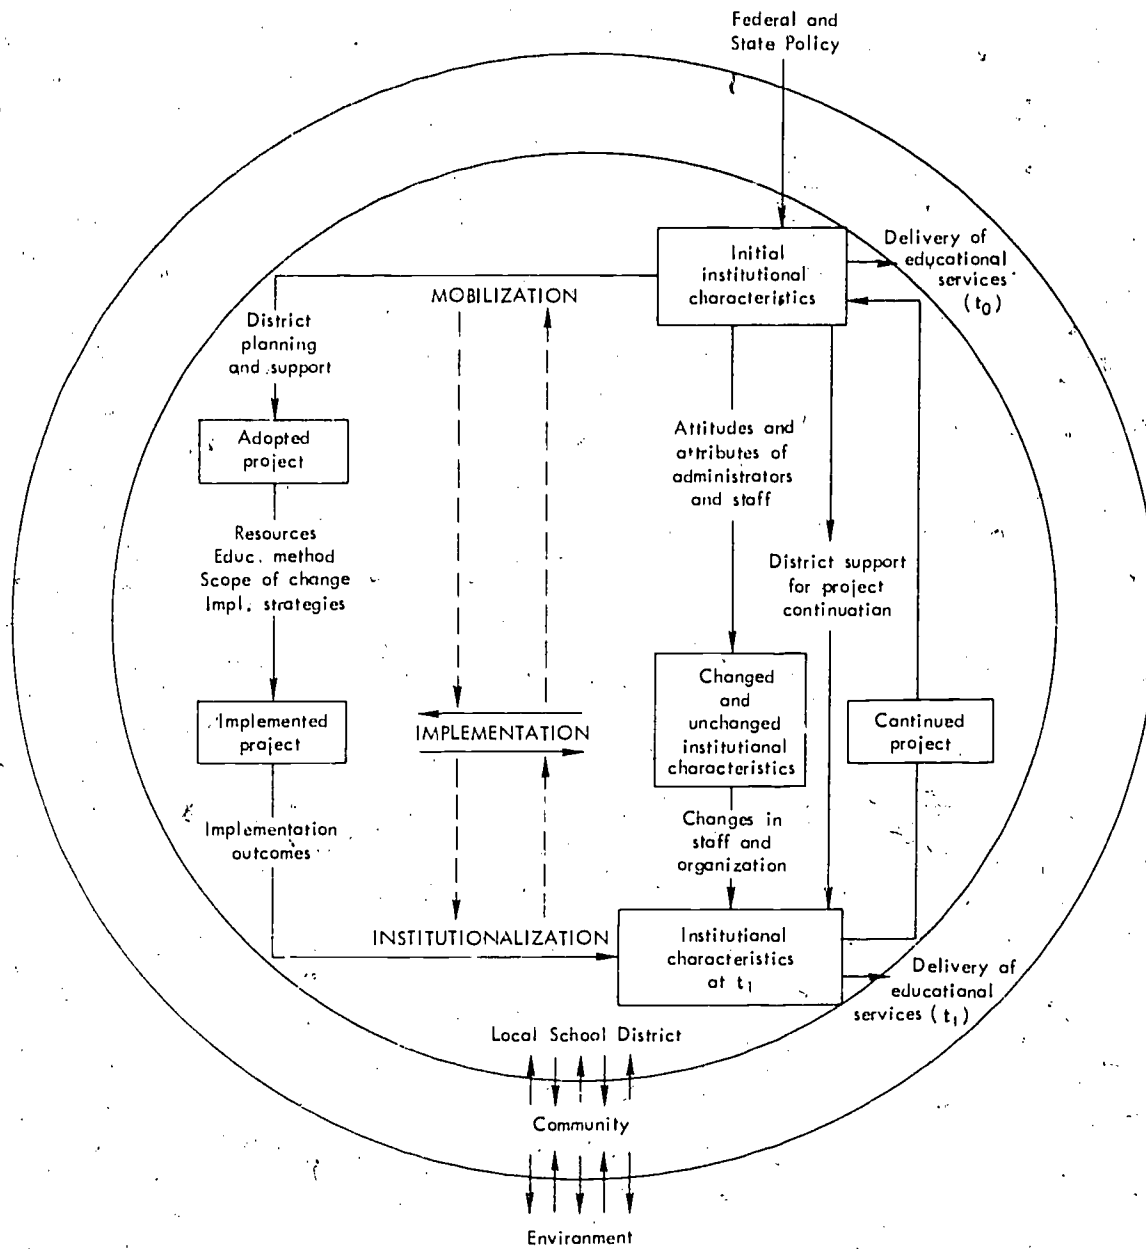 Federal and
State Policy
Initial
institutional
characteristics
Delivery of
educational
services
(t0)
MOBILIZATION
District
planning
and support
Adopted
project
Attitudes and
attributes of
administrators
and staff
Resources
Educ. method
Scope of change
Impl. strategies
District support
for project
continuation
Implemented
project
IMPLEMENTATION
Changed
and
unchanged
institutional
characteristics
Continued
project
Implementation
outcomes
Changes in
staff and
organization
INSTITUTIONALIZATION
Institutional
characteristics
at t1
Delivery of
educational
services (t1)
Local School District
Community
Environment